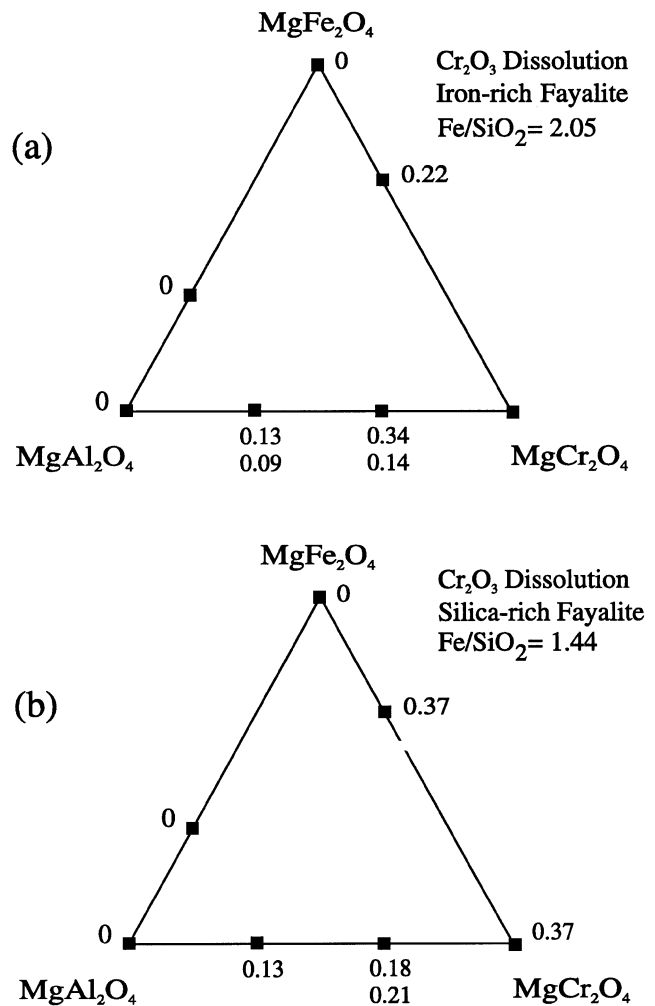 MgFe₂O₄
0
Cr₂O₃ Dissolution
Iron-rich Fayalite
Fe/SiO₂= 2.05
(a)
0.22
0
0
0.13
0.09
0.34
0.14
MgAl₂O₄
MgCr₂O₄
MgFe₂O₄
0
Cr₂O₃ Dissolution
Silica-rich Fayalite
Fe/SiO₂= 1.44
(b)
0.37
0
0
0.37
0.13
0.18
0.21
MgAl₂O₄
MgCr₂O₄